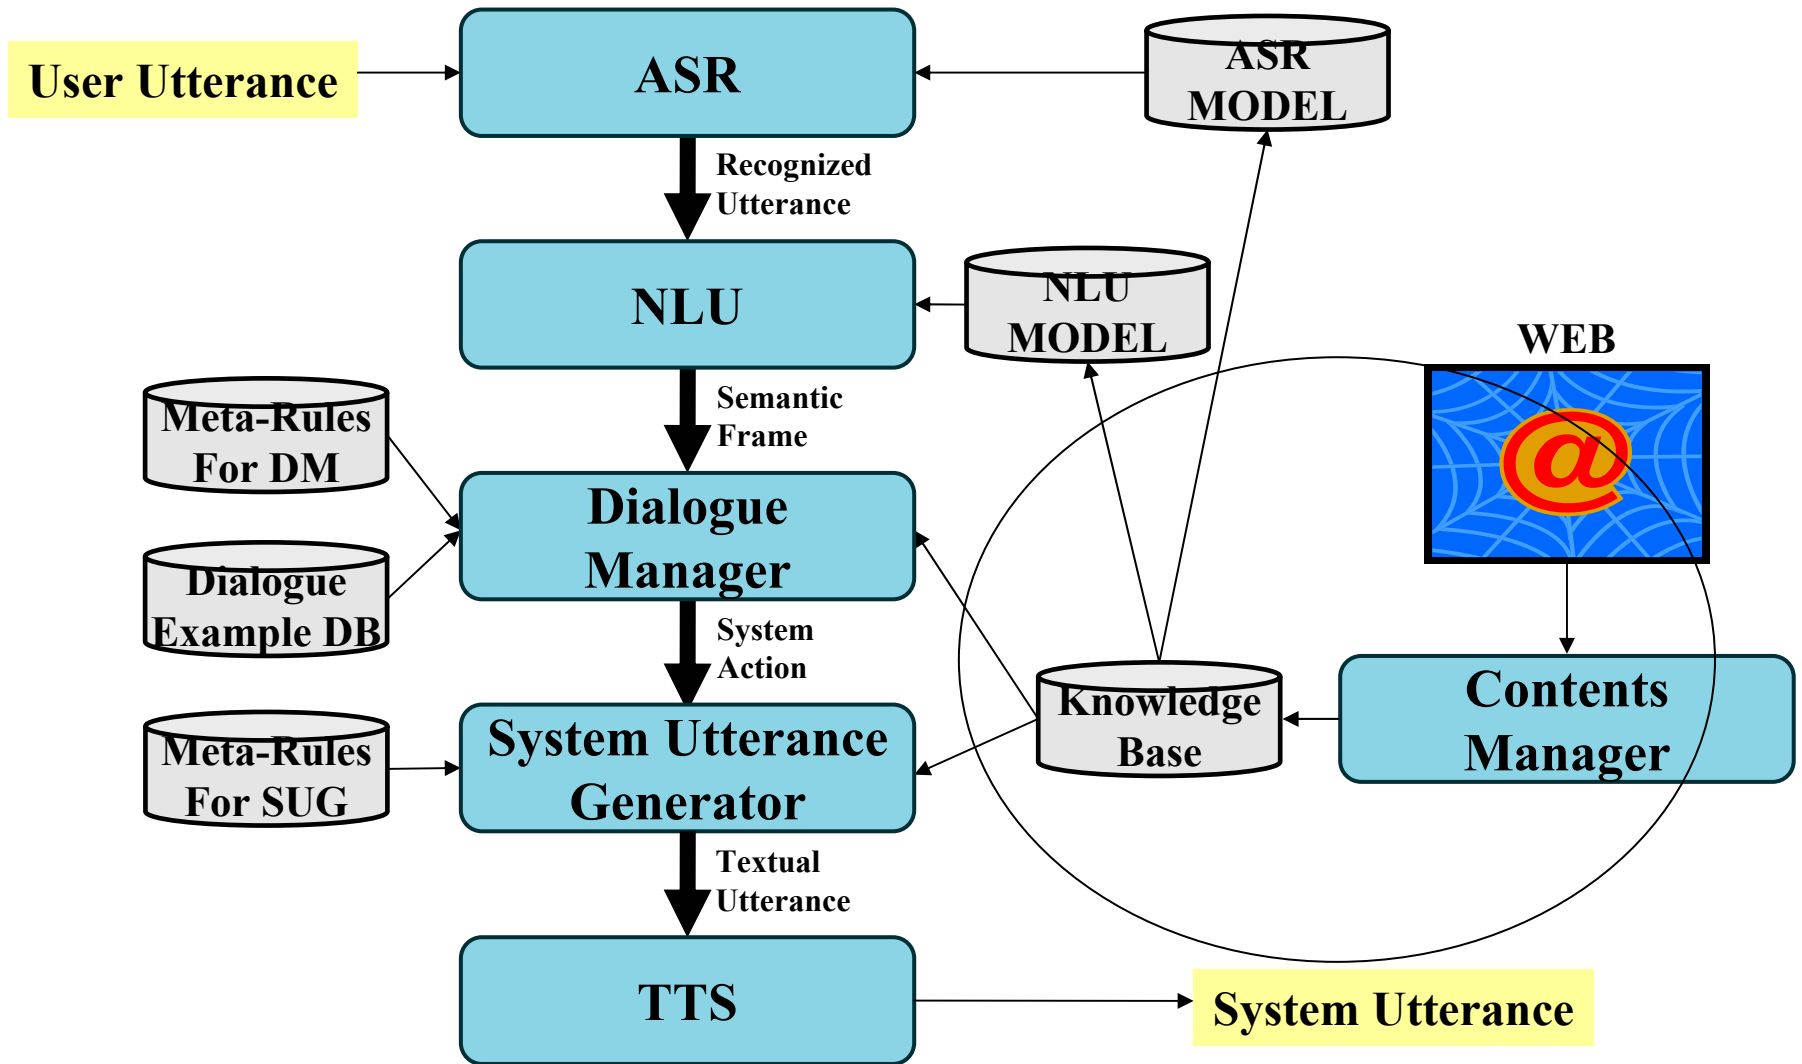 User Utterance
ASR
ASR
MODEL
Recognized
Utterance
NLU
NLU
MODEL
WEB
@
Semantic
Frame
Meta-Rules
For DM
Dialogue
Manager
Dialogue
Example DB
System
Action
Knowledge
Base
Contents
Manager
Meta-Rules
For SUG
System Utterance
Generator
Textual
Utterance
TTS
System Utterance